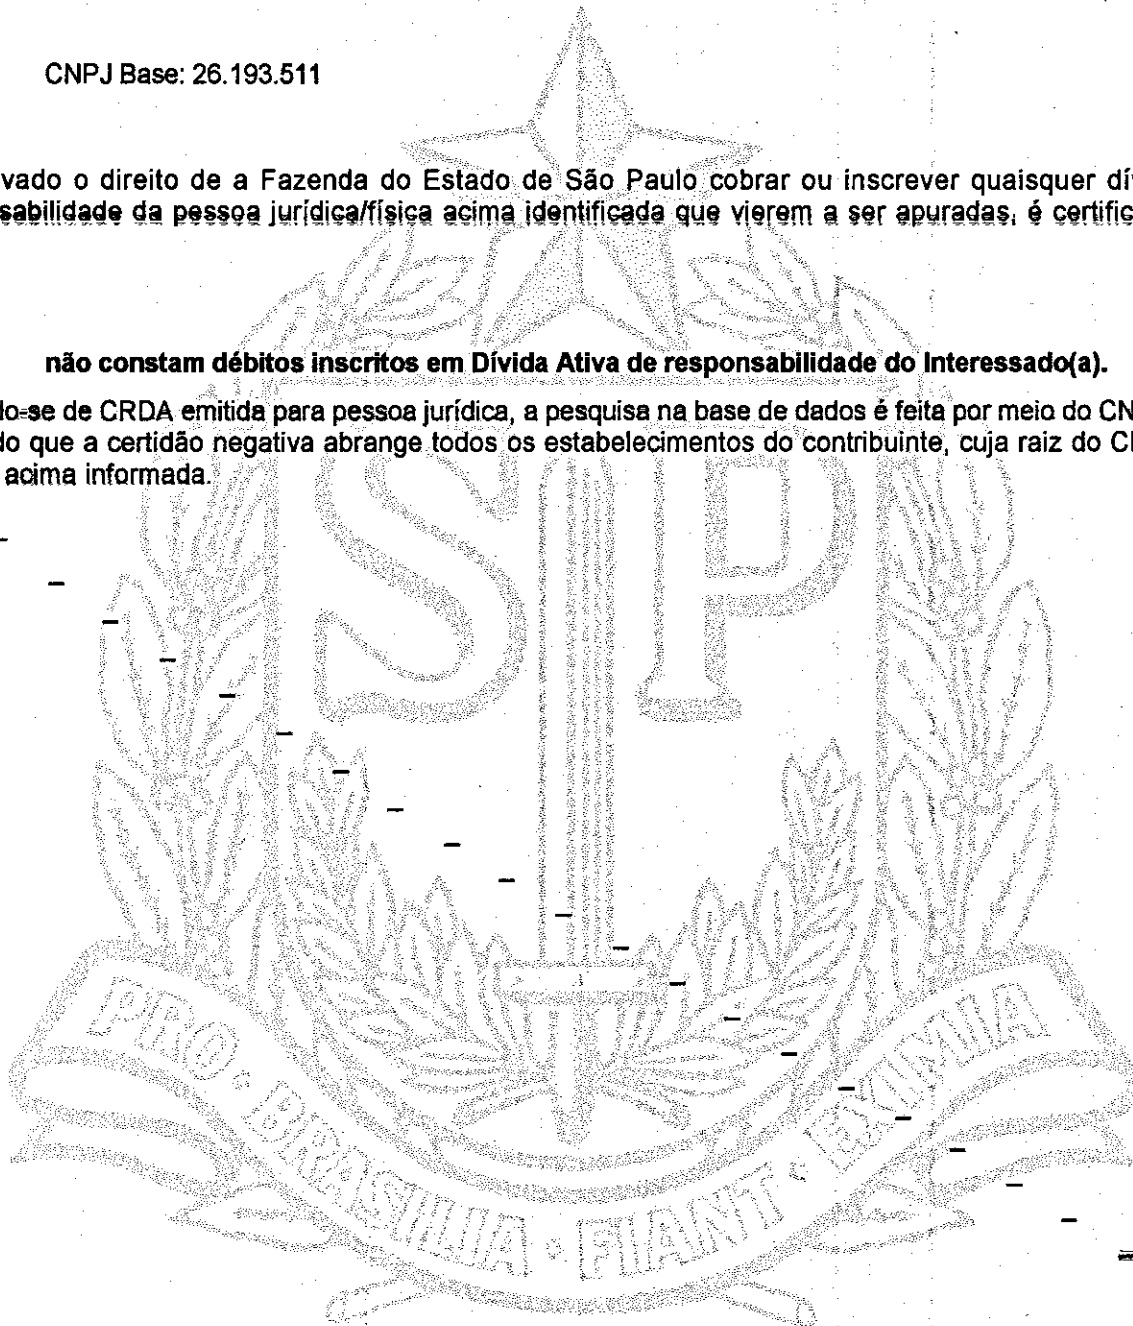 CNPJ Base: 26.193.511
vado o direito de a Fazenda do Estado de São Paulo cobrar ou inscrever quaisquer dív
sabilidade da pessoa jurídica/física acima identificada que vierem a ser apuradas, é certific
não constam débitos inscritos em Dívida Ativa de responsabilidade do Interessado(a).
do-se de CRDA emitida para pessoa jurídica, a pesquisa na base de dados é feita por meio do CN
do que a certidão negativa abrange todos os estabelecimentos do contribuinte, cuja raiz do C
acima informada.
SP
PRO · BRASILIA · FIANT · EXIMIA